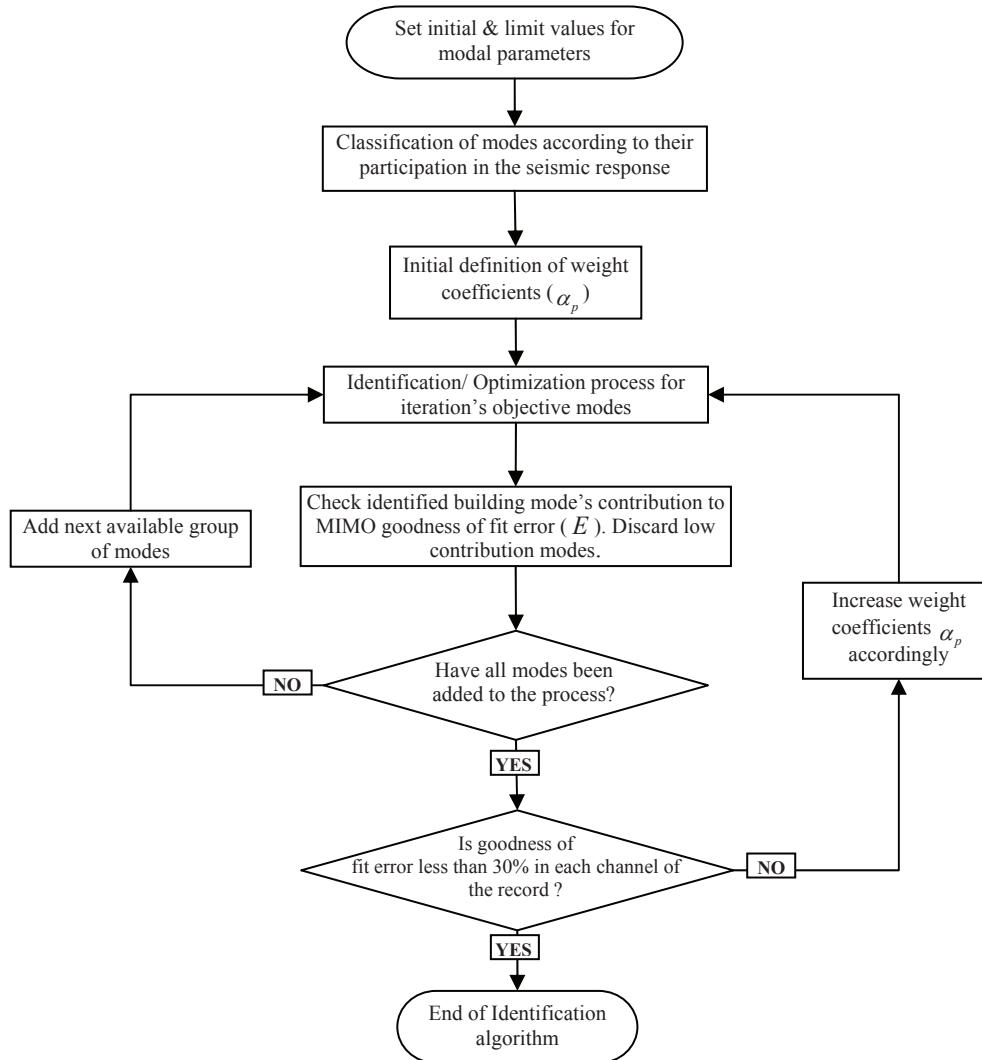 Set initial & limit values for
modal parameters
Classification of modes according to their
participation in the seismic response
Initial definition of weight
coefficients ( α_p )
Identification/ Optimization process for
iteration's objective modes
Check identified building mode's contribution to
MIMO goodness of fit error ( E ). Discard low
contribution modes.
Add next available group
of modes
Increase weight
coefficients α_p
accordingly
Have all modes been
added to the process?
NO
YES
Is goodness of
fit error less than 30% in each channel of
the record ?
NO
YES
End of Identification
algorithm